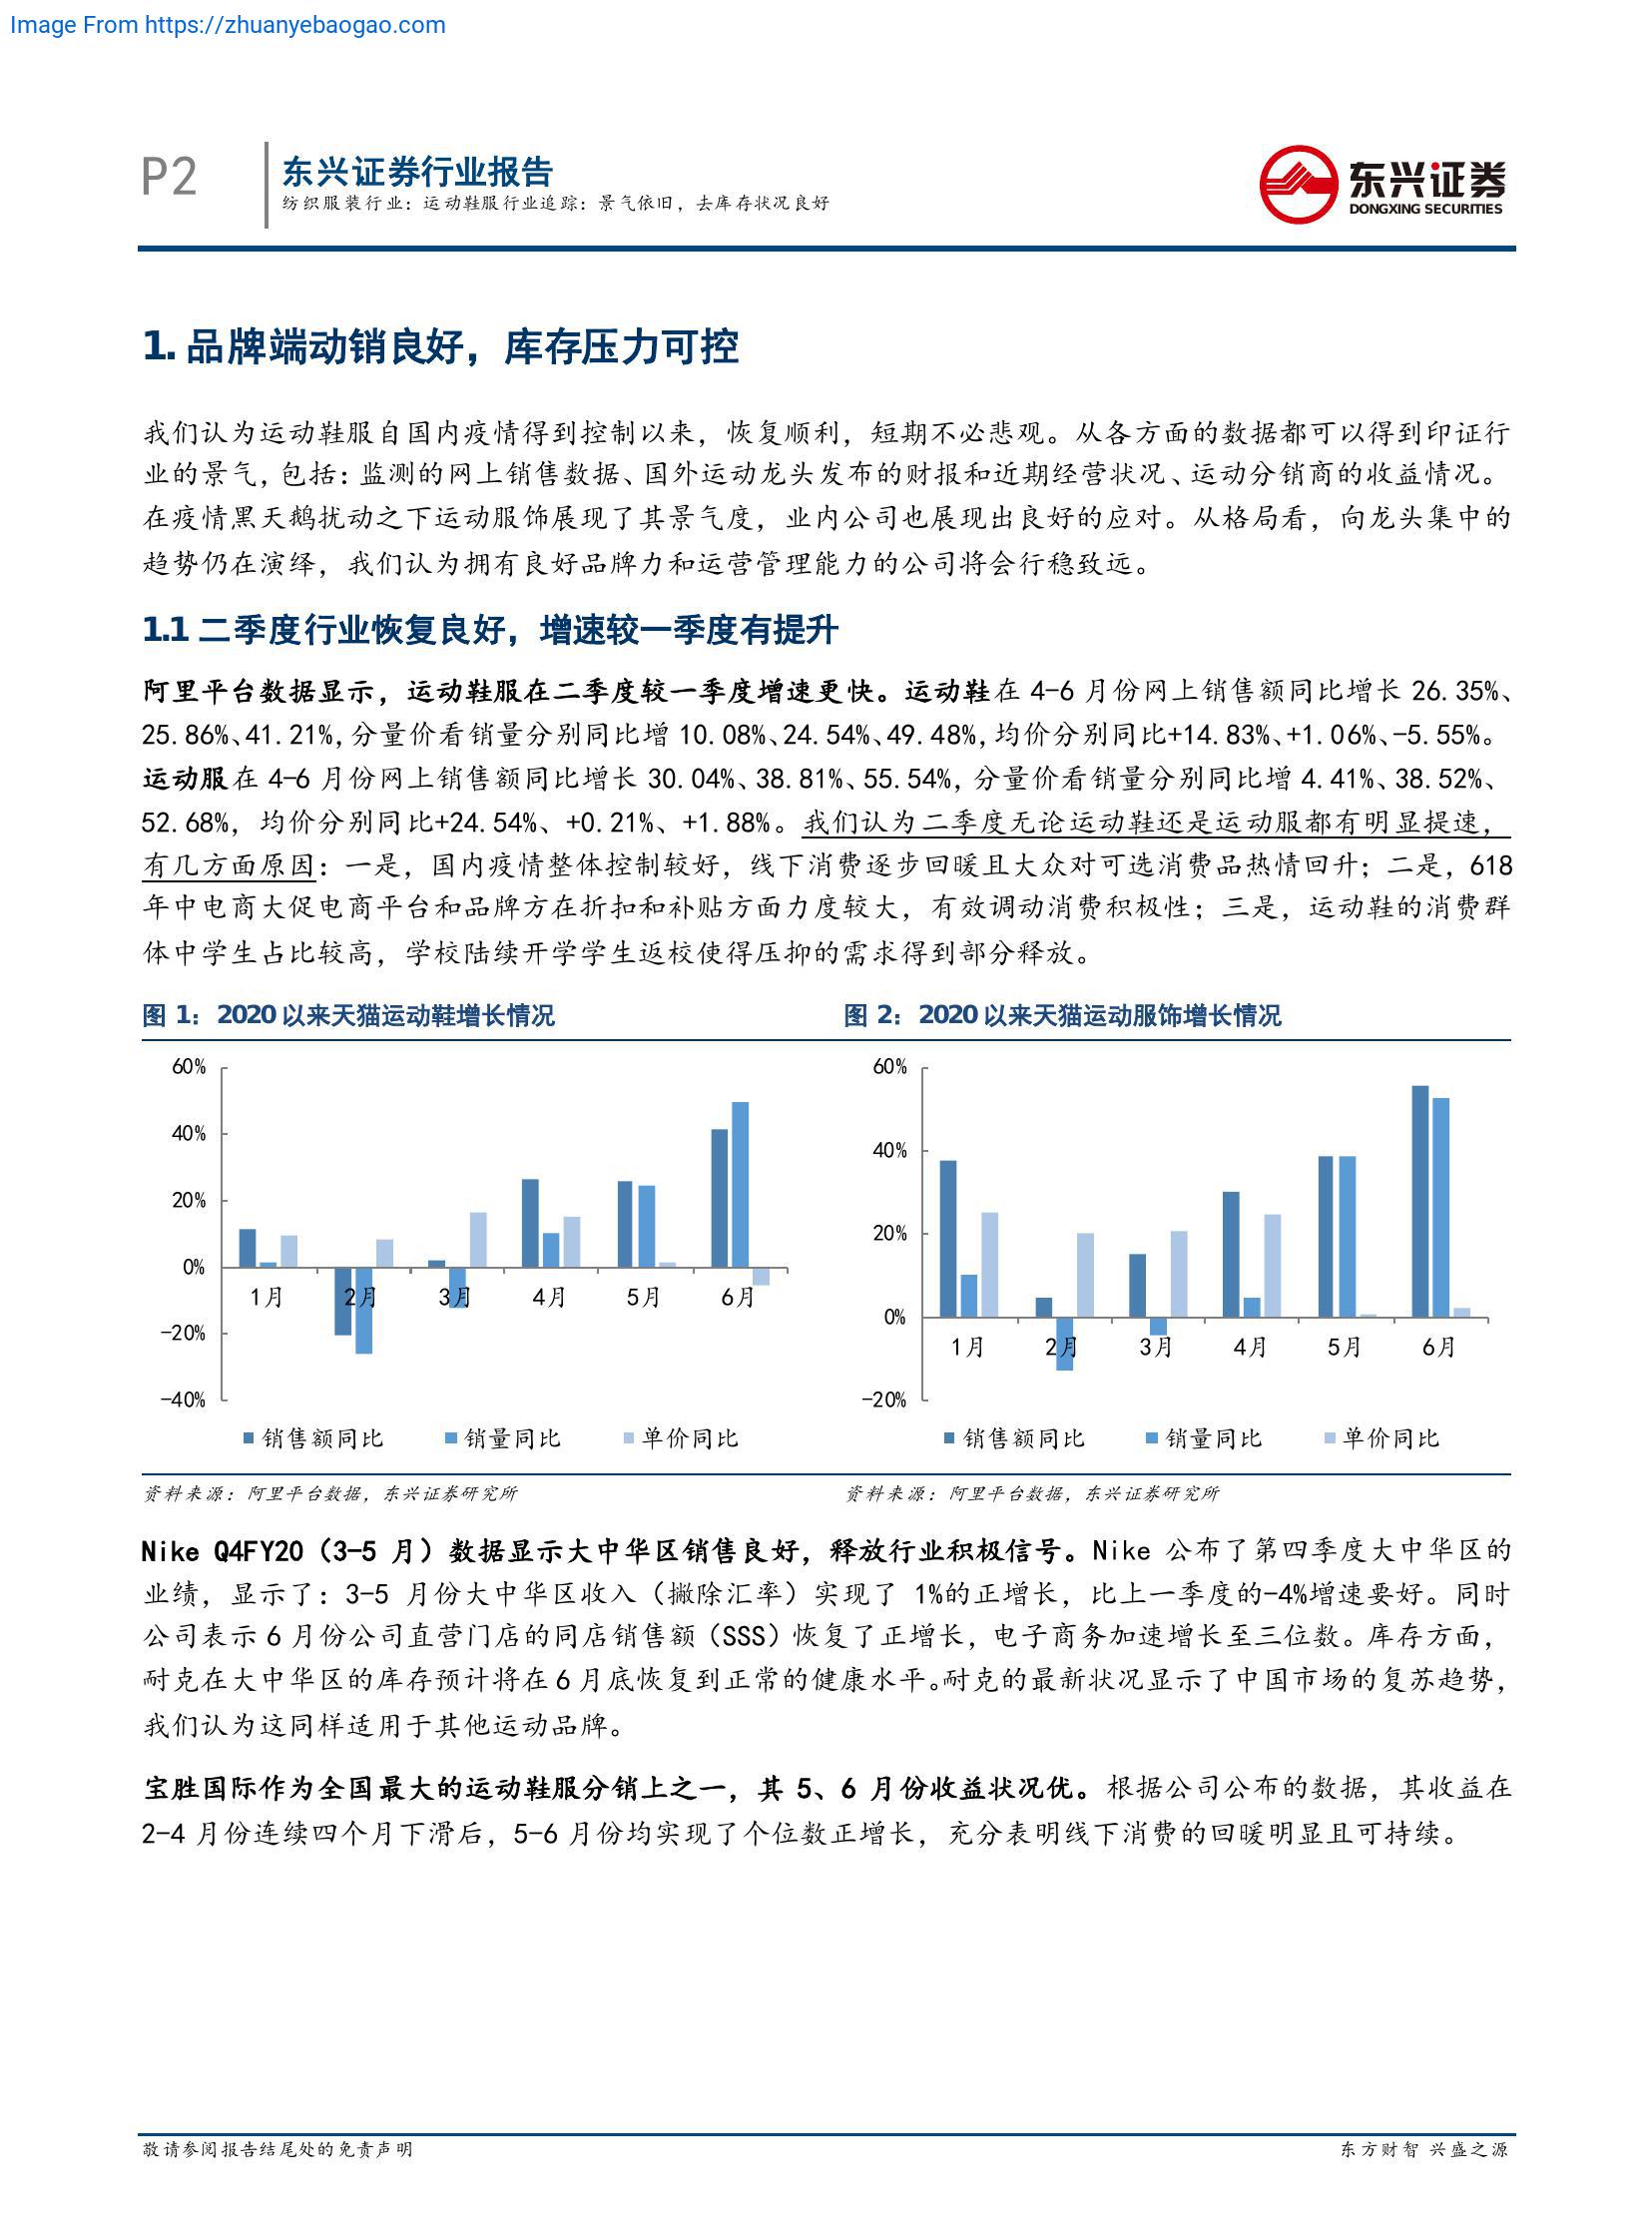 Image From https://zhuanyebaogao.com
P2
东兴证券行业报告
纺织服装行业：运动鞋服行业追踪：景气依旧，去库存状况良好
东兴证券
DONGXING SECURITIES
1. 品牌端动销良好，库存压力可控
我们认为运动鞋服自国内疫情得到控制以来，恢复顺利，短期不必悲观。从各方面的数据都可以得到印证行
业的景气，包括：监测的网上销售数据、国外运动龙头发布的财报和近期经营状况、运动分销商的收益情况。
在疫情黑天鹅扰动之下运动服饰展现了其景气度，业内公司也展现出良好的应对。从格局看，向龙头集中的
趋势仍在演绎，我们认为拥有良好品牌力和运营管理能力的公司将会行稳致远。
1.1 二季度行业恢复良好，增速较一季度有提升
阿里平台数据显示，运动鞋服在二季度较一季度增速更快。运动鞋在 4-6 月份网上销售额同比增长 26.35%、
25.86%、41.21%，分量价看销量分别同比增 10.08%、24.54%、49.48%，均价分别同比+14.83%、+1.06%、-5.55%。
运动服在 4-6 月份网上销售额同比增长 30.04%、38.81%、55.54%，分量价看销量分别同比增 4.41%、38.52%、
52.68%，均价分别同比+24.54%、+0.21%、+1.88%。我们认为二季度无论运动鞋还是运动服都有明显提速，
有几方面原因：一是，国内疫情整体控制较好，线下消费逐步回暖且大众对可选消费品热情回升；二是，618
年中电商大促电商平台和品牌方在折扣和补贴方面力度较大，有效调动消费积极性；三是，运动鞋的消费群
体中学生占比较高，学校陆续开学学生返校使得压抑的需求得到部分释放。
图 1： 2020 以来天猫运动鞋增长情况
60%
40%
20%
0%
-20%
-40%
1月 2月 3月 4月 5月 6月
销售额同比 销量同比 单价同比
资料来源：阿里平台数据，东兴证券研究所
图 2： 2020 以来天猫运动服饰增长情况
60%
40%
20%
0%
-20%
1月 2月 3月 4月 5月 6月
销售额同比 销量同比 单价同比
资料来源：阿里平台数据，东兴证券研究所
Nike Q4FY20（3-5 月）数据显示大中华区销售良好，释放行业积极信号。Nike 公布了第四季度大中华区的
业绩，显示了：3-5 月份大中华区收入（撇除汇率）实现了 1%的正增长，比上一季度的-4%增速要好。同时
公司表示 6 月份公司直营门店的同店销售额（SSS）恢复了正增长，电子商务加速增长至三位数。库存方面，
耐克在大中华区的库存预计将在 6 月底恢复到正常的健康水平。耐克的最新状况显示了中国市场的复苏趋势，
我们认为这同样适用于其他运动品牌。
宝胜国际作为全国最大的运动鞋服分销上之一，其 5、6 月份收益状况优。根据公司公布的数据，其收益在
2-4 月份连续四个月下滑后，5-6 月份均实现了个位数正增长，充分表明线下消费的回暖明显且可持续。
敬请参阅报告结尾处的免责声明
东方财智 兴盛之源